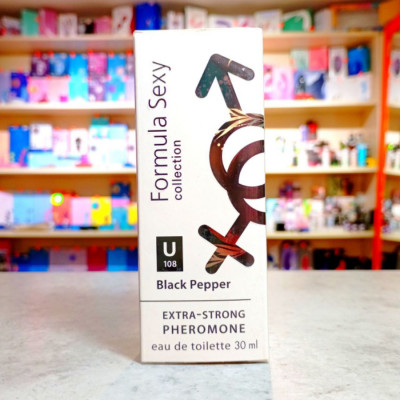 Formula Sexy
collection
U
108
Black Pepper
EXTRA-STRONG
PHEROMONE
eau de toilette 30 ml